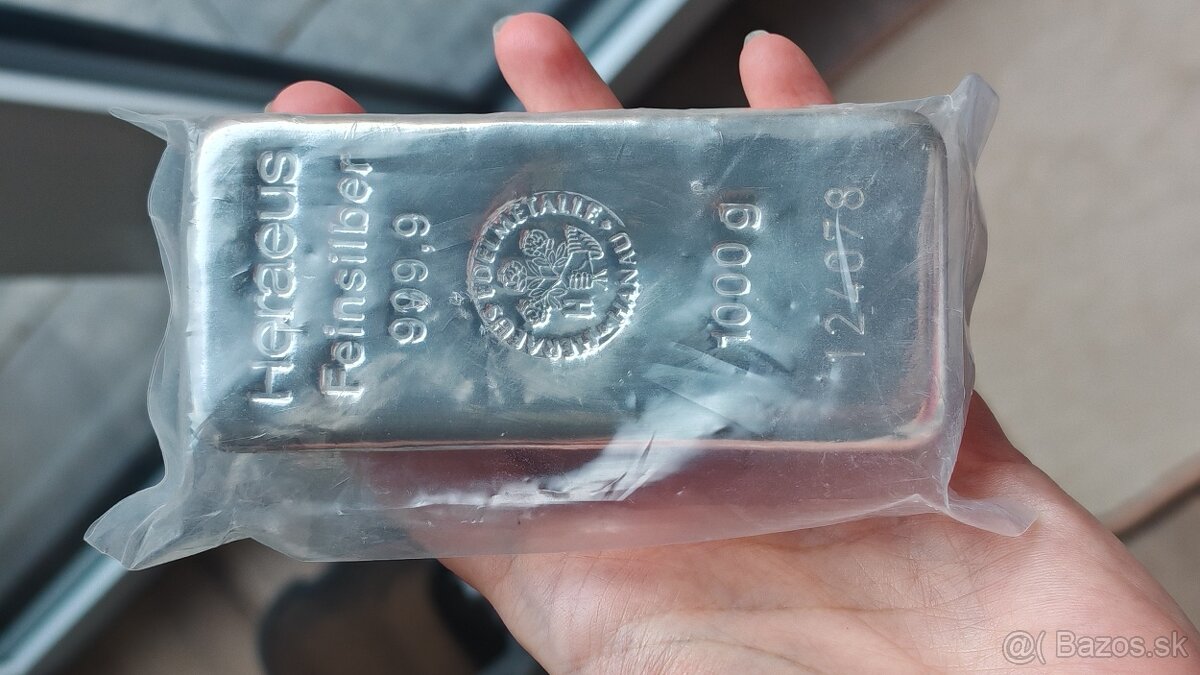 Heraeus
Feinsilber
999,9
EDELMETALLE • HANAU • HERAEUS
H
1000 g
124078
@( Bazos.sk